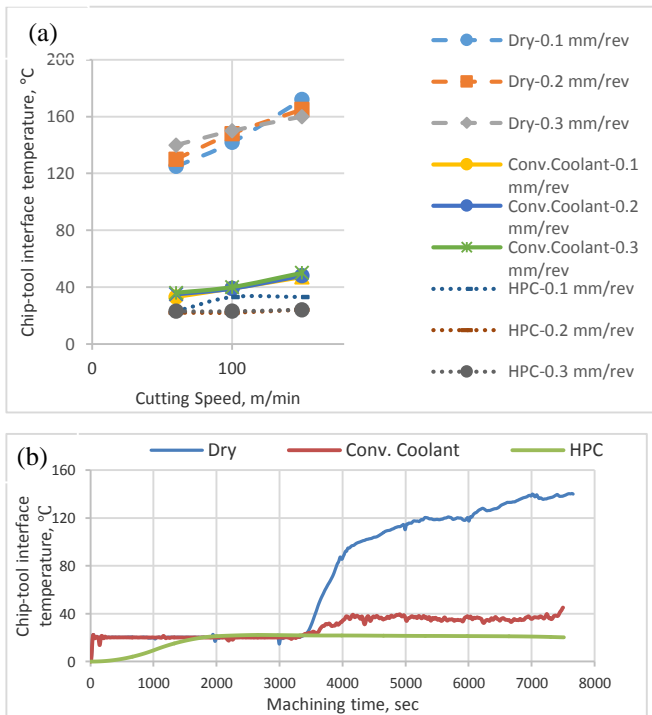 (a)
Chip-tool interface temperature, °C
200
160
120
80
40
0
0
100
Cutting Speed, m/min
Dry-0.1 mm/rev
Dry-0.2 mm/rev
Dry-0.3 mm/rev
Conv.Coolant-0.1
mm/rev
Conv.Coolant-0.2
mm/rev
Conv.Coolant-0.3
mm/rev
HPC-0.1 mm/rev
HPC-0.2 mm/rev
HPC-0.3 mm/rev
(b)
Dry
Conv. Coolant
HPC
Chip-tool interface
temperature, °C
160
120
80
40
0
0
1000
2000
3000
4000
5000
6000
7000
8000
Machining time, sec